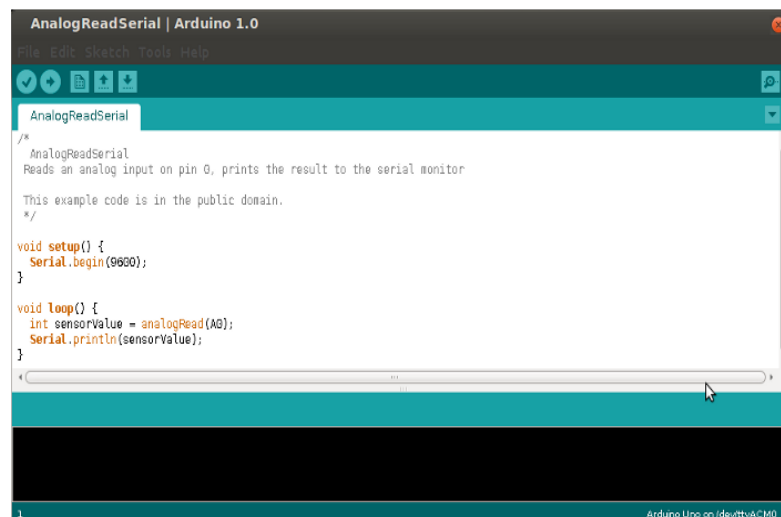 AnalogReadSerial | Arduino 1.0
File Edit Sketch Tools Help
AnalogReadSerial
/*
  AnalogReadSerial
 Reads an analog input on pin 0, prints the result to the serial monitor
 This example code is in the public domain.
 */
void setup() {
  Serial.begin(9600);
}
void loop() {
  int sensorValue = analogRead(A0);
  Serial.println(sensorValue);
}
1
Arduino Uno on /dev/ttyACM0